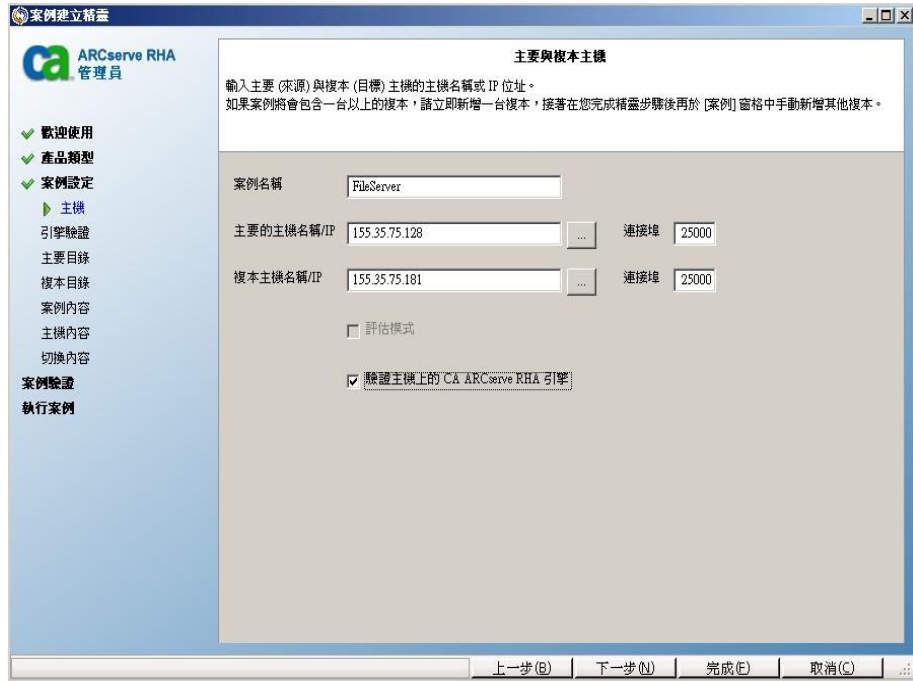 案例建立精靈
ca
ARCserve RHA
管理員
歡迎使用
產品類型
案例設定
主機
引擎驗證
主要目錄
複本目錄
案例內容
主機內容
切換內容
案例驗證
執行案例
主要與複本主機
輸入主要 (來源) 與複本 (目標) 主機的主機名稱或 IP 位址。
如果案例將會包含一台以上的複本，請立即新增一台複本，接著在您完成精靈步驟後再於 [案例] 窗格中手動新增其他複本。
案例名稱 FileServer
主要的主機名稱/IP 155.35.75.128 ... 連接埠 25000
複本主機名稱/IP 155.35.75.181 ... 連接埠 25000
評估模式
驗證主機上的 CA ARCserve RHA 引擎
上一步(B) 下一步(N) 完成(F) 取消(C)